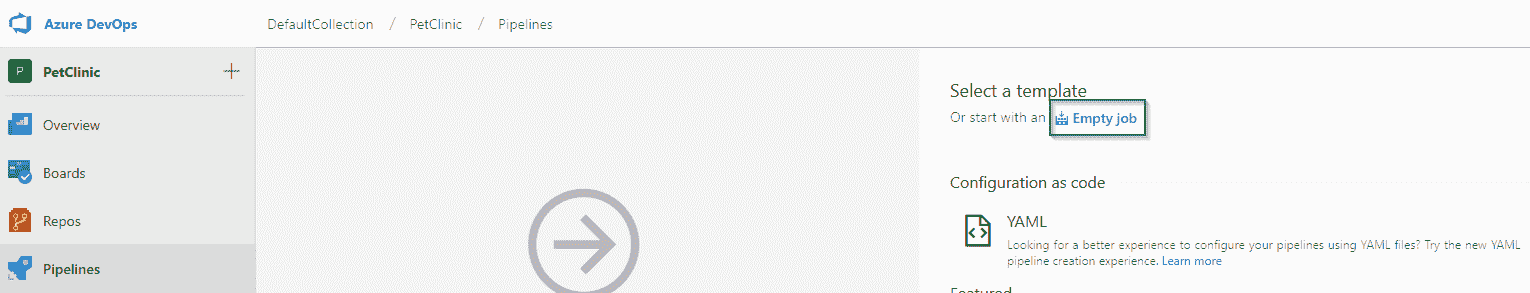 Azure DevOps
DefaultCollection / PetClinic / Pipelines
P PetClinic
Overview
Boards
Repos
Pipelines
Select a template
Or start with an Empty job
Configuration as code
YAML
Looking for a better experience to configure your pipelines using YAML files? Try the new YAML
pipeline creation experience. Learn more
Featured